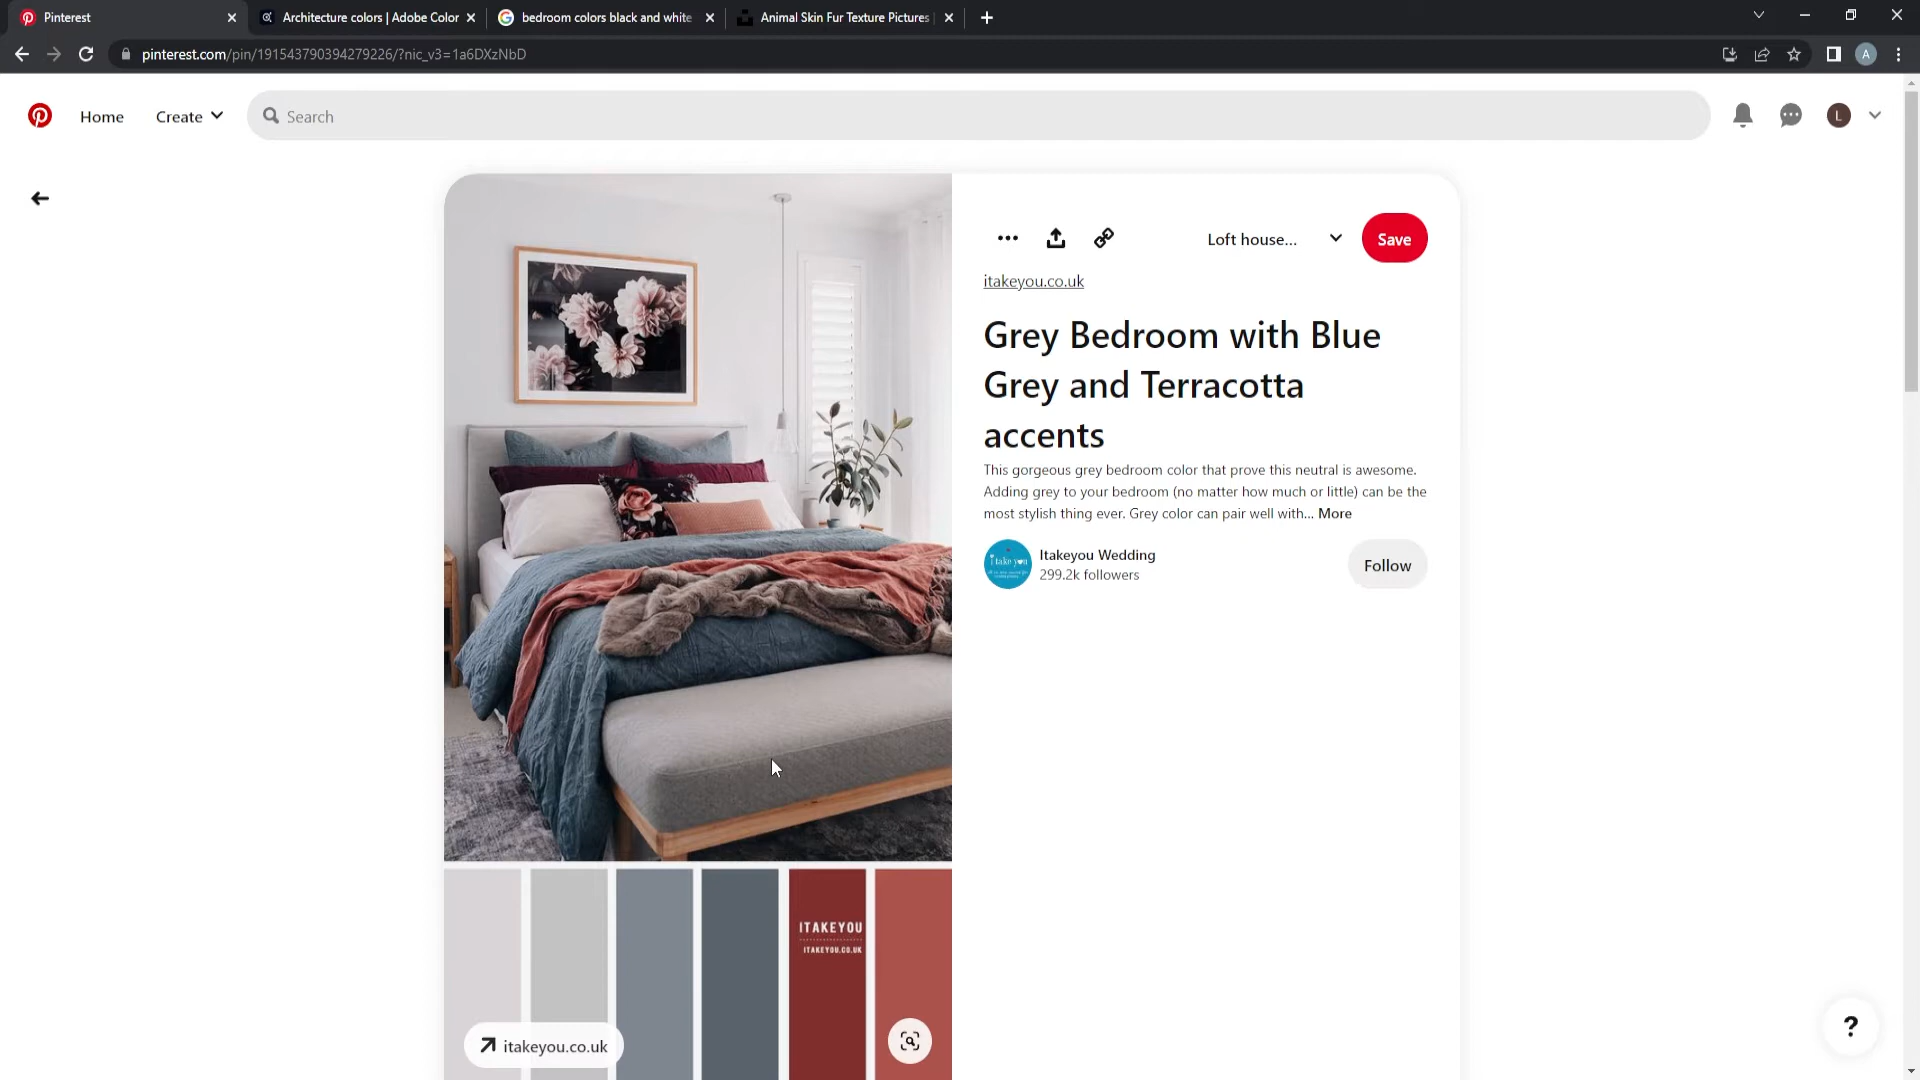 Pinterest
Architecture colors | Adobe Color
bedroom colors black and white
Animal Skin Fur Texture Pictures
pinterest.com/pin/191543790394279226/?nic_v3=1a6DXzNbD
A
Home
Create
Search
L
Loft house...
Save
itakeyou.co.uk
Grey Bedroom with Blue
Grey and Terracotta
accents
This gorgeous grey bedroom color that prove this neutral is awesome.
Adding grey to your bedroom (no matter how much or little) can be the
most stylish thing ever. Grey color can pair well with... More
Itakeyou Wedding
299.2k followers
Follow
ITAKEYOU
ITAKEYOU.CO.UK
itakeyou.co.uk
?